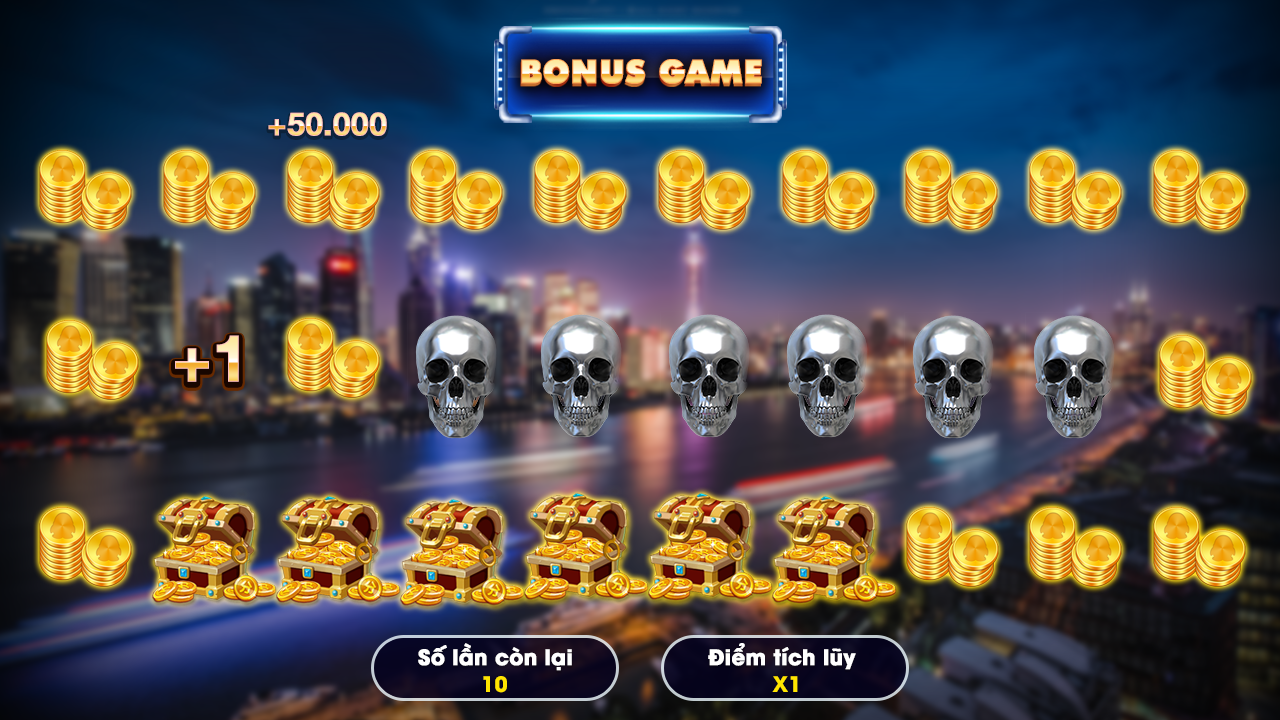 BONUS GAME
+50.000
+1
Số lần còn lại
10
Điểm tích lũy
X1